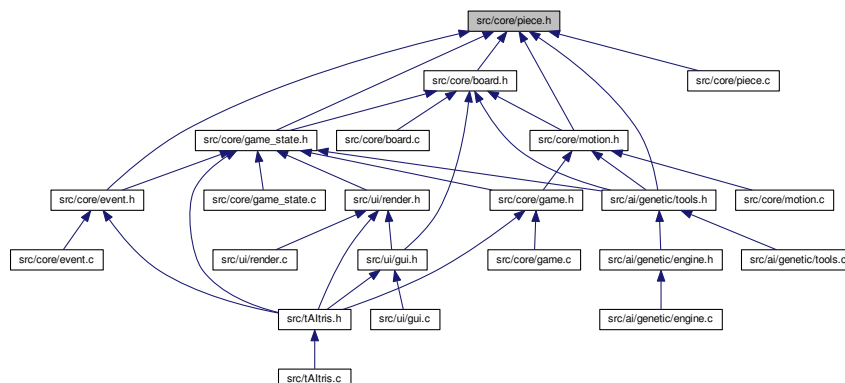 src/core/piece.h
src/core/board.h
src/core/piece.c
src/core/game_state.h
src/core/board.c
src/core/motion.h
src/core/event.h
src/core/game_state.c
src/ui/render.h
src/core/game.h
src/ai/genetic/tools.h
src/core/motion.c
src/core/event.c
src/ui/render.c
src/ui/gui.h
src/core/game.c
src/ai/genetic/engine.h
src/ai/genetic/tools.c
src/tAItris.h
src/ui/gui.c
src/ai/genetic/engine.c
src/tAItris.c